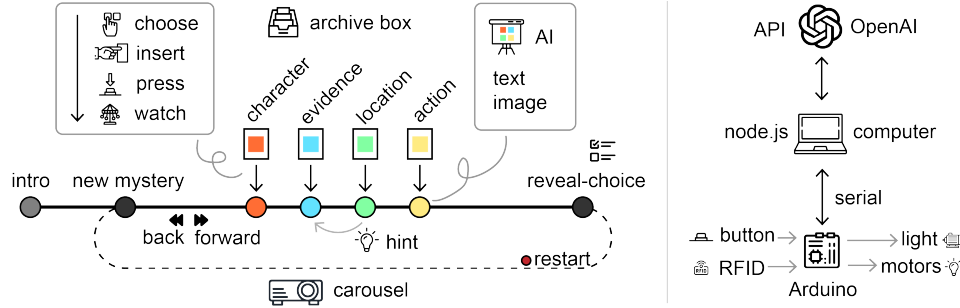 choose
insert
press
watch
archive box
AI
text
image
character
evidence
location
action
intro
new mystery
reveal-choice
back forward
hint
restart
carousel
API OpenAI
node.js computer
serial
button
light
RFID
motors
Arduino